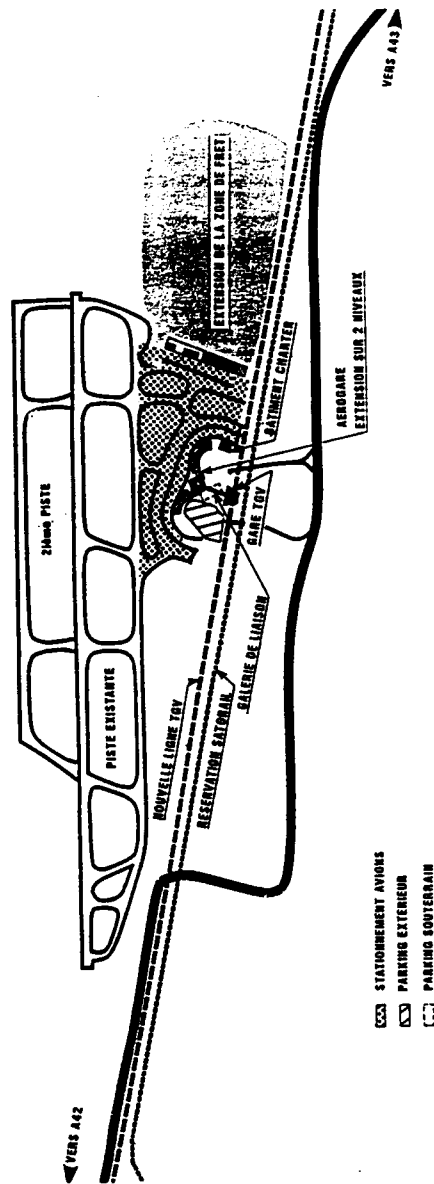 2ième PISTE
PISTE EXISTANTE
EXTENSION DE LA ZONE DE FRET
NOUVELLE LIGNE TGV
RESERVATION SATORAN
GALERIE DE LIAISON
GARE TGV
BATIMENT CHARTER
AEROGARE
EXTENSION SUR 2 NIVEAUX
VERS A42
VERS A43
STATIONNEMENT AVIONS
PARKING EXTERIEUR
PARKING SOUTERRAIN